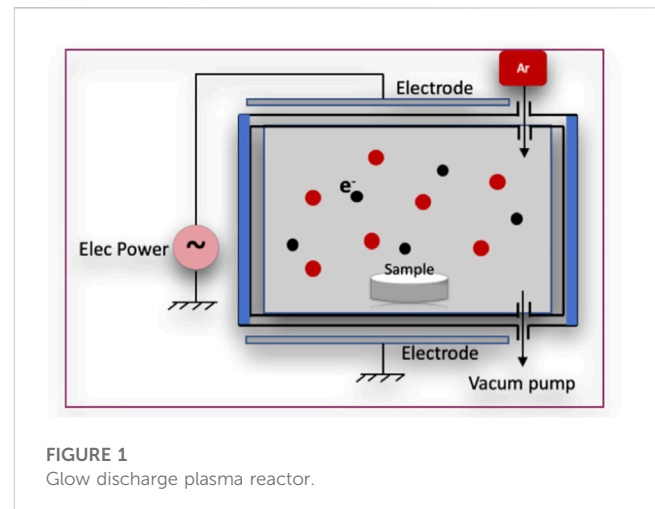 Ar
Electrode
e-
Elec Power
~
Sample
Electrode
Vacum pump
FIGURE 1
Glow discharge plasma reactor.